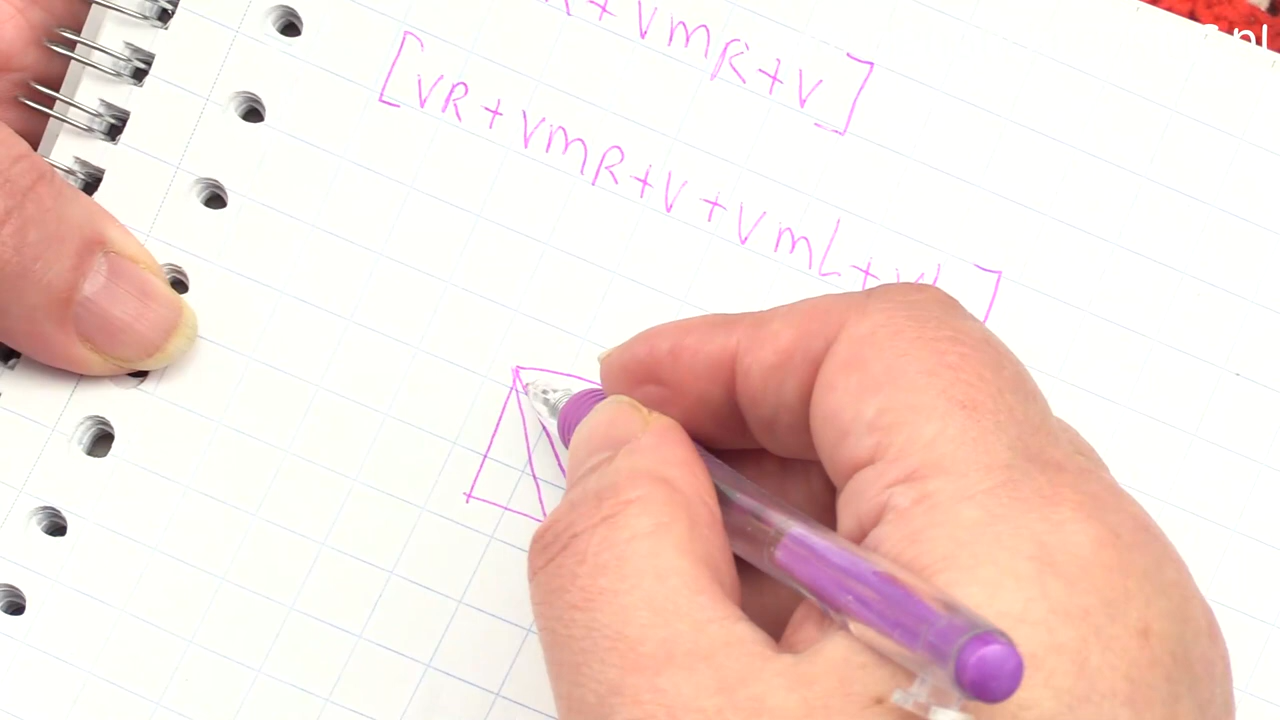 + VmR + V]
[VR + VmR + V + VmL + VL]